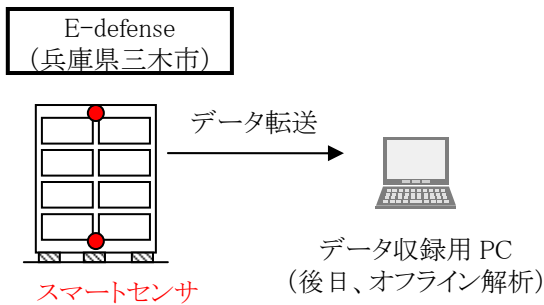 E-defense
（兵庫県三木市）
データ転送
スマートセンサ
データ収録用 PC
（後日、オフライン解析）